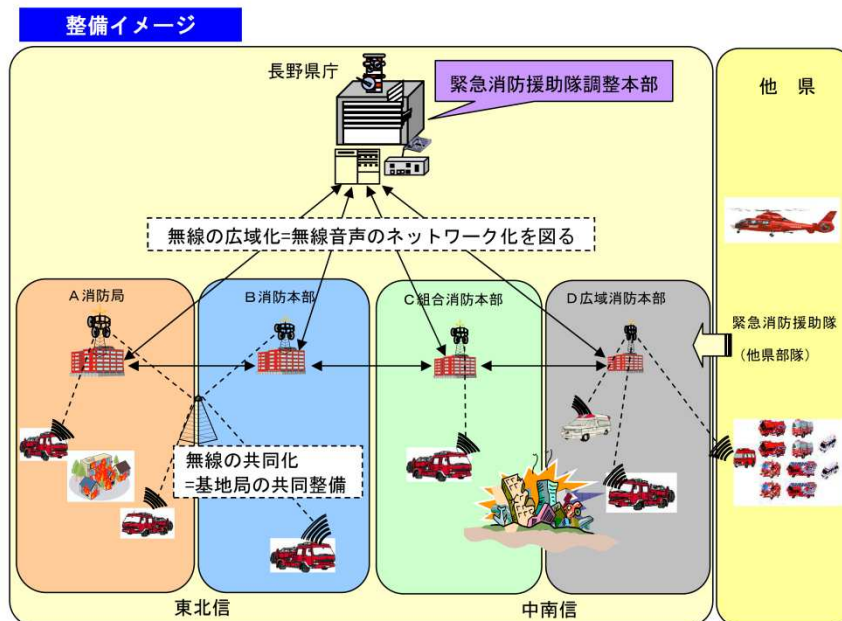 整備イメージ
長野県庁
緊急消防援助隊調整本部
他 県
無線の広域化=無線音声のネットワーク化を図る
A消防局
B消防本部
C組合消防本部
D広域消防本部
緊急消防援助隊
（他県部隊）
無線の共同化
=基地局の共同整備
東北信
中南信